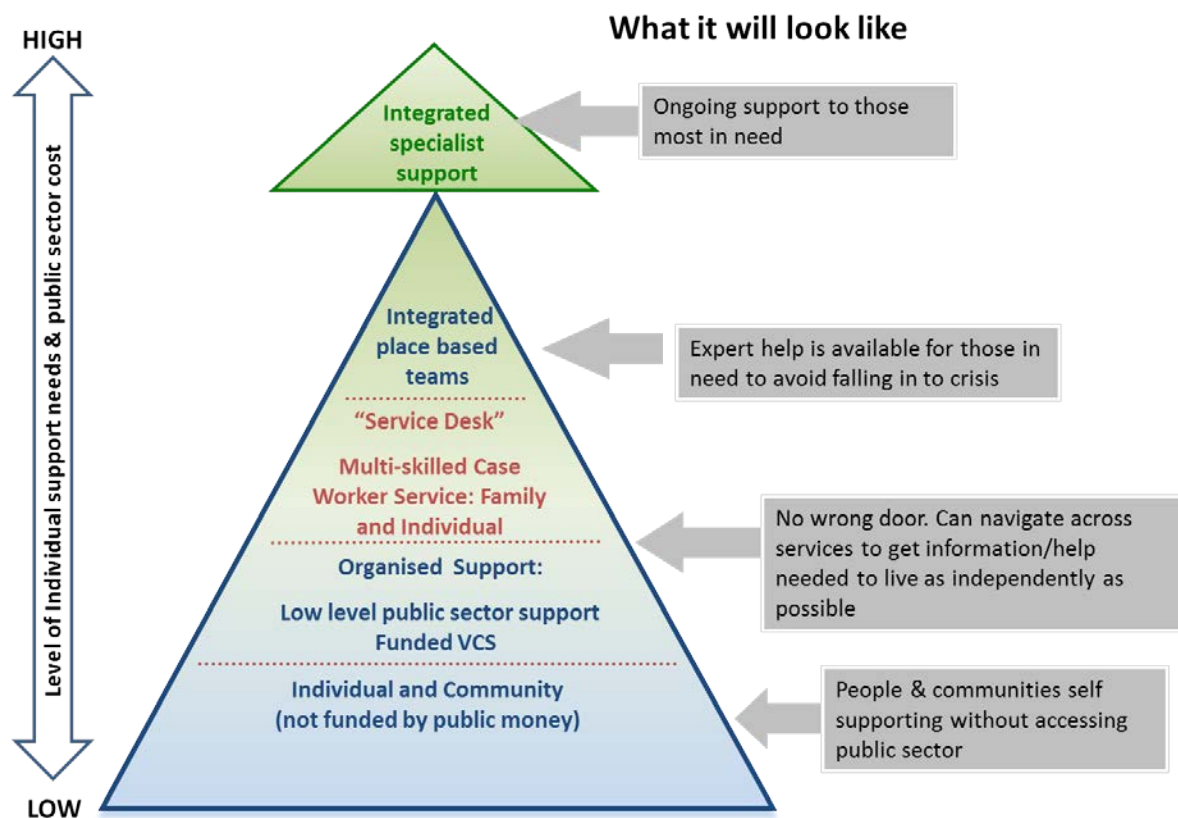 What it will look like
HIGH
Level of Individual support needs & public sector cost
LOW
Integrated
specialist
support
Ongoing support to those
most in need
Integrated
place based
teams
Expert help is available for those in
need to avoid falling in to crisis
“Service Desk”
Multi-skilled Case
Worker Service: Family
and Individual
No wrong door. Can navigate across
services to get information/help
needed to live as independently as
possible
Organised Support:
Low level public sector support
Funded VCS
Individual and Community
(not funded by public money)
People & communities self
supporting without accessing
public sector